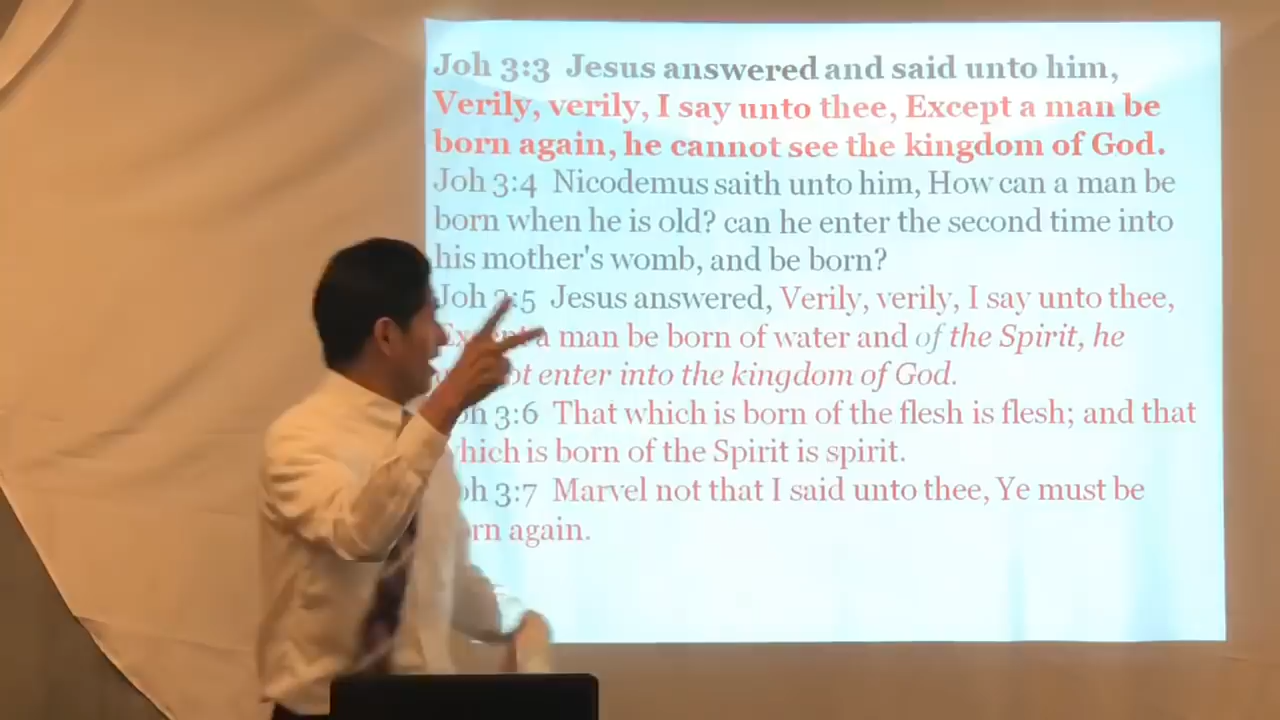 Joh 3:3 Jesus answered and said unto him,
Verily, verily, I say unto thee, Except a man be
born again, he cannot see the kingdom of God.
Joh 3:4 Nicodemus saith unto him, How can a man be
born when he is old? can he enter the second time into
his mother's womb, and be born?
Joh 3:5 Jesus answered, Verily, verily, I say unto thee,
a man be born of water and of the Spirit, he
enter into the kingdom of God.
3:6 That which is born of the flesh is flesh; and that
which is born of the Spirit is spirit.
3:7 Marvel not that I said unto thee, Ye must be
again.